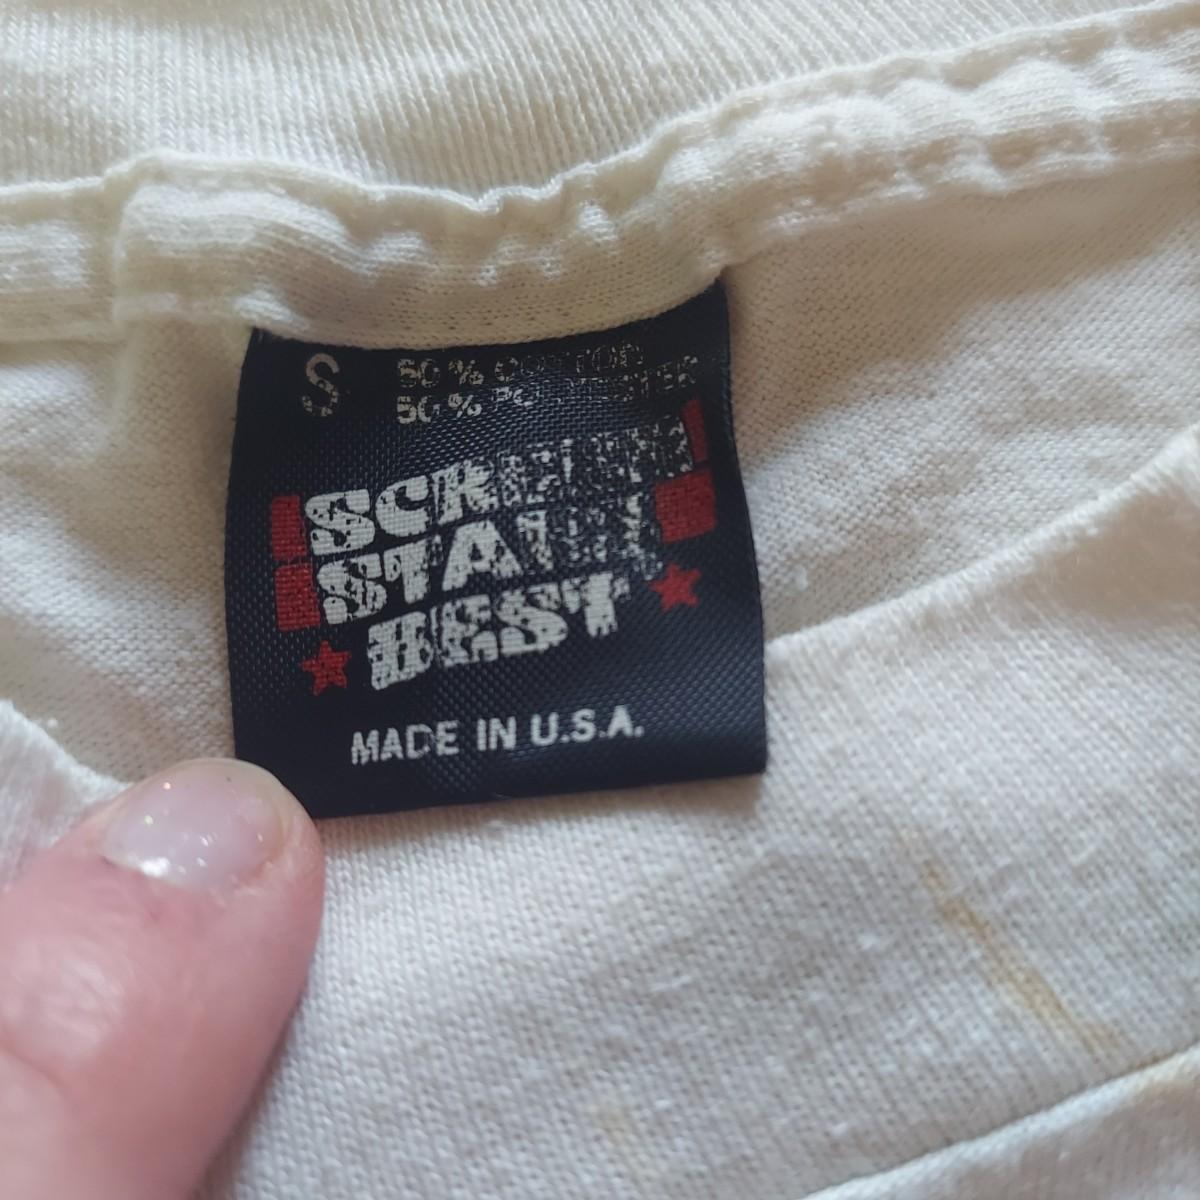 S 50% COTTON
50% POLYESTER
SCREEN STARS
BEST
MADE IN U.S.A.